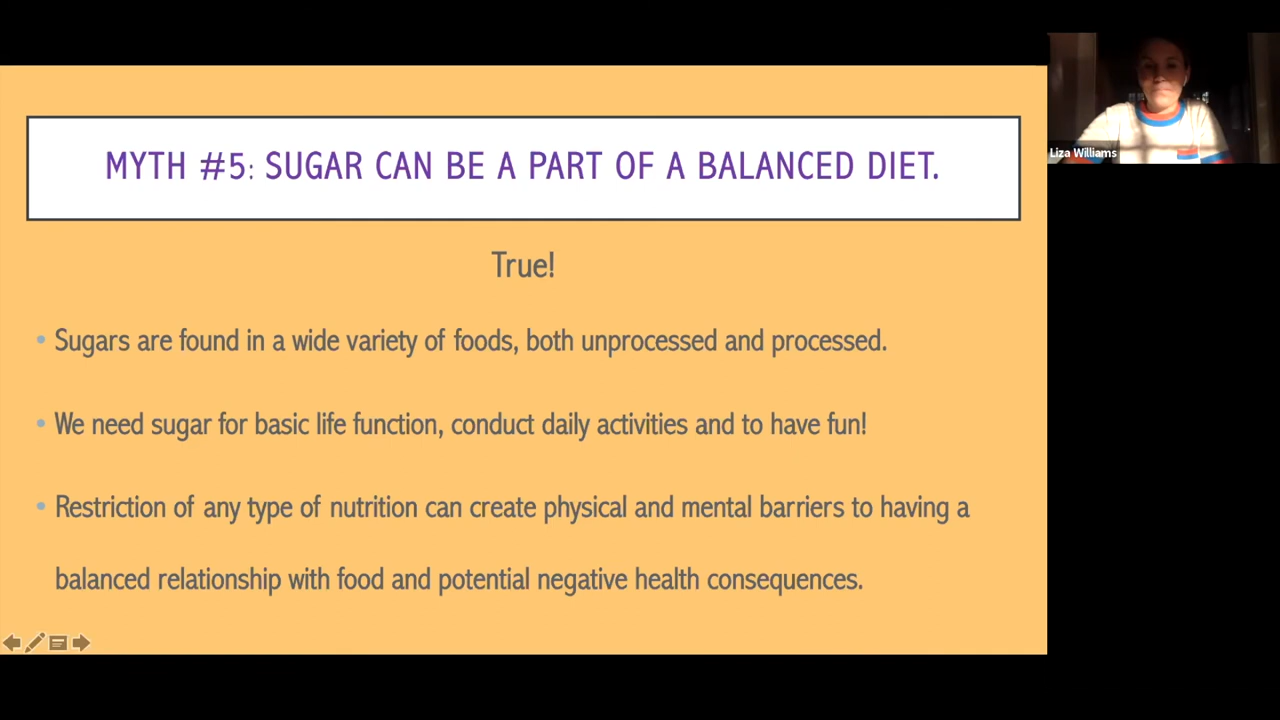 MYTH #5: SUGAR CAN BE A PART OF A BALANCED DIET.
Liza Williams
True!
• Sugars are found in a wide variety of foods, both unprocessed and processed.
• We need sugar for basic life function, conduct daily activities and to have fun!
• Restriction of any type of nutrition can create physical and mental barriers to having a
balanced relationship with food and potential negative health consequences.